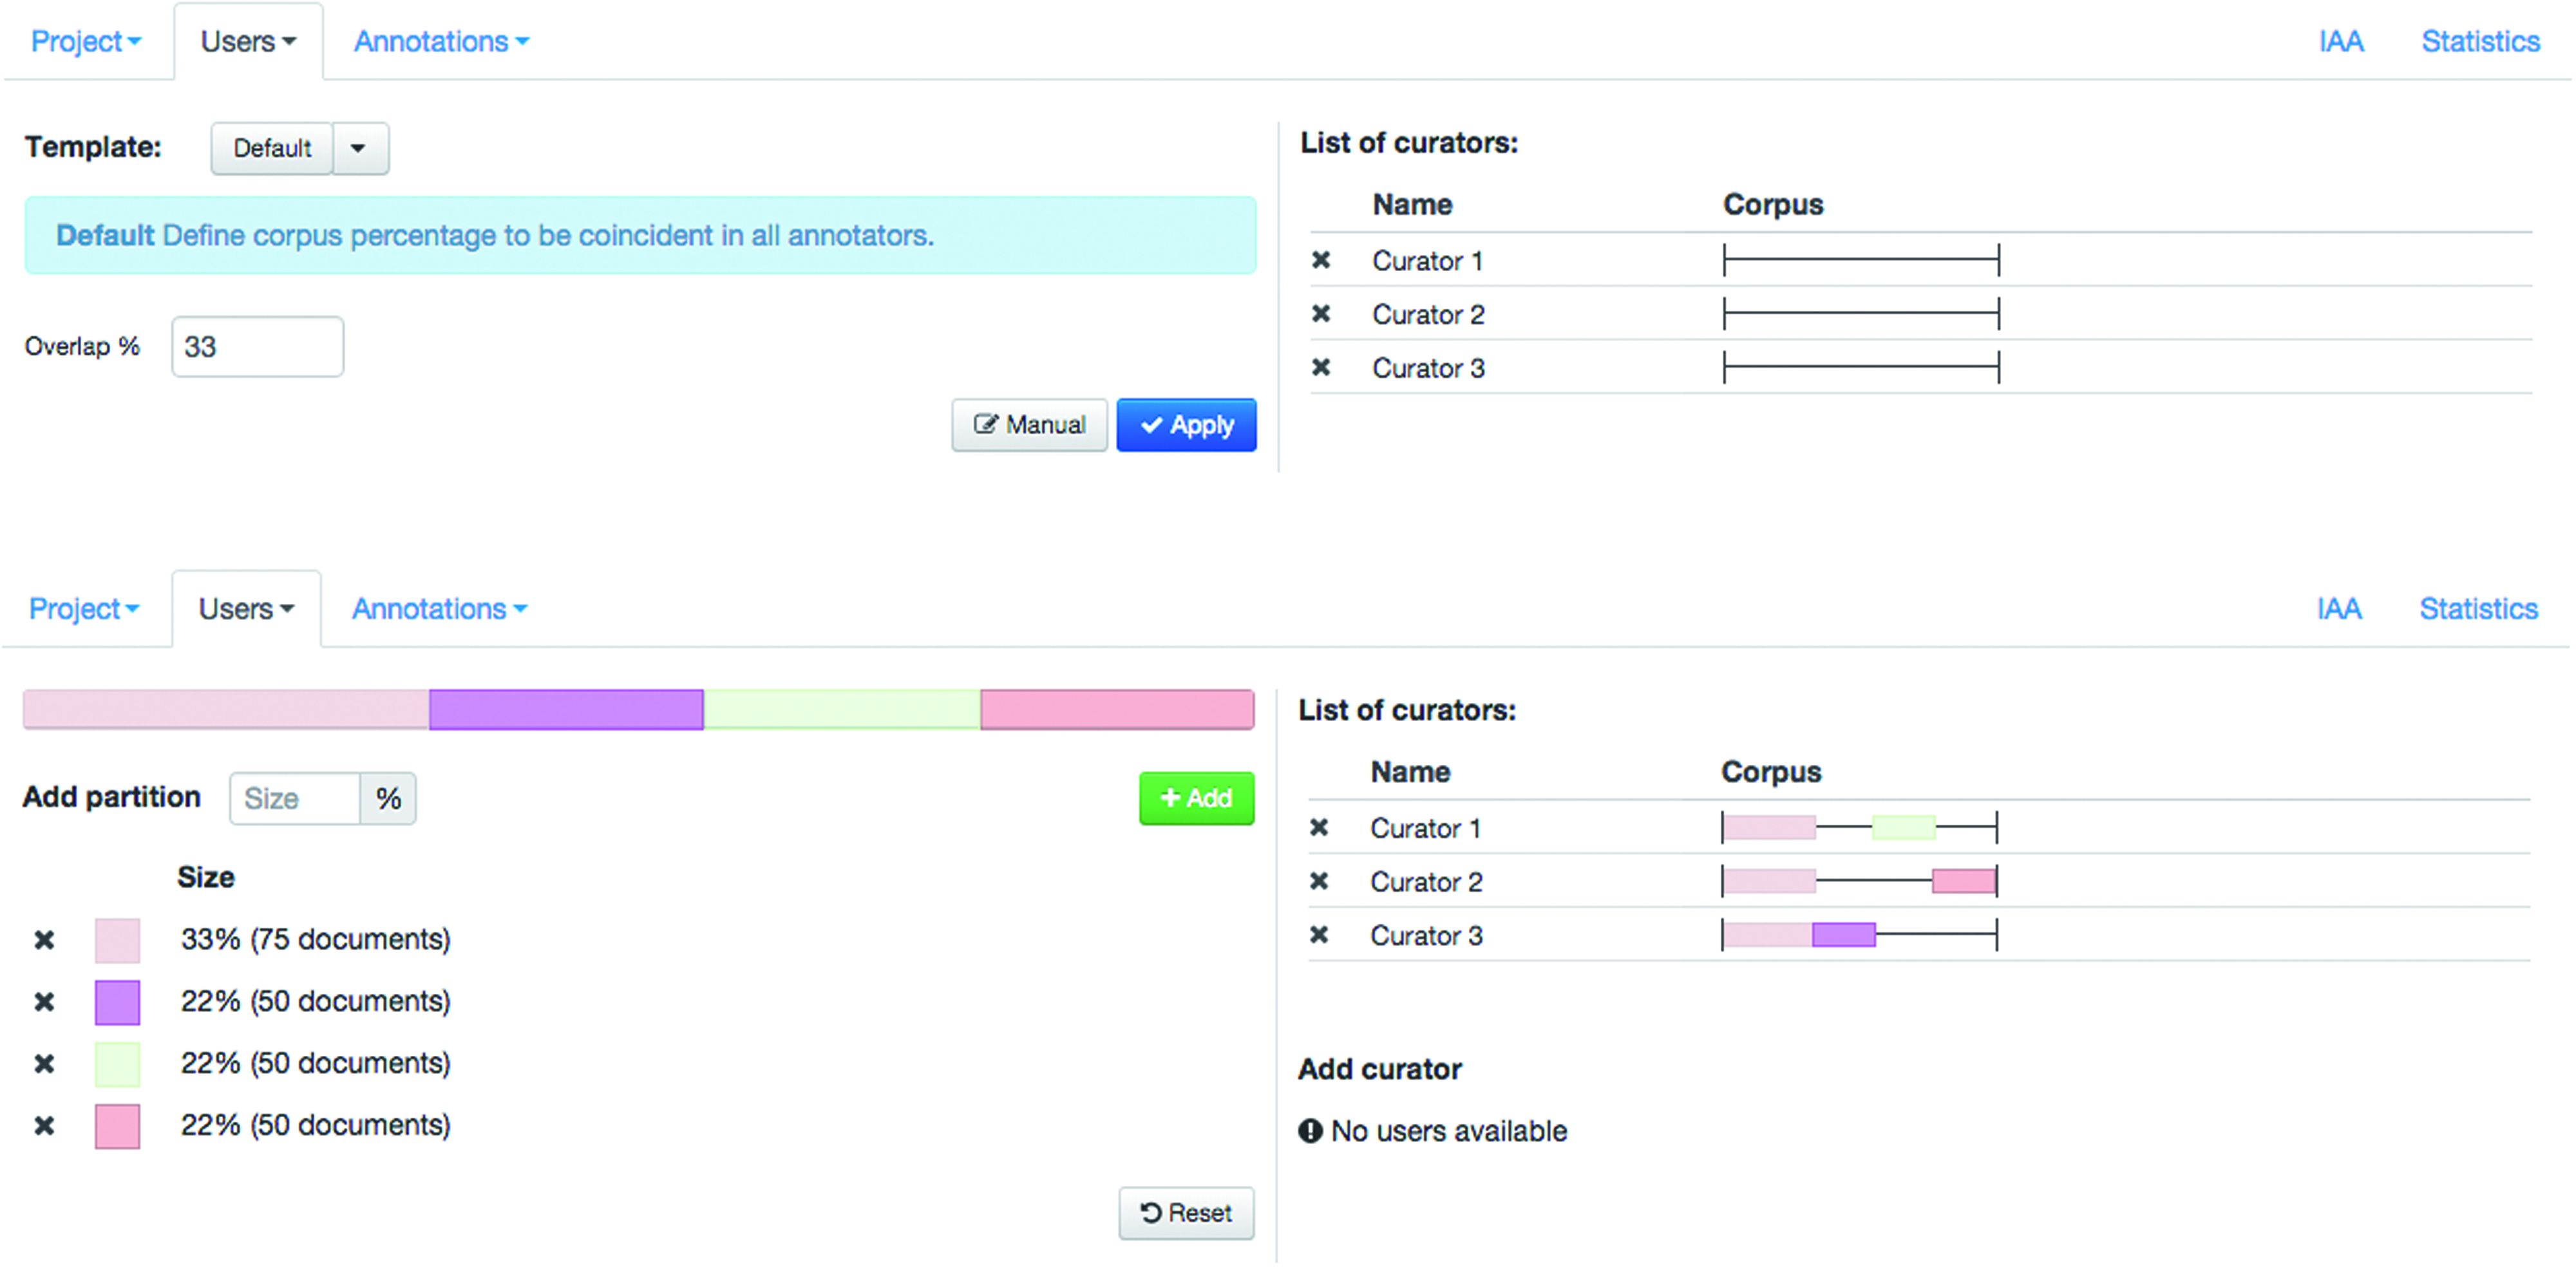 Project Users Annotations IAA Statistics
Template: Default
Default Define corpus percentage to be coincident in all annotators.
Overlap % 33
Manual Apply
List of curators:
Name Corpus
Curator 1
Curator 2
Curator 3
Project Users Annotations IAA Statistics
Add partition Size % + Add
Size
33% (75 documents)
22% (50 documents)
22% (50 documents)
22% (50 documents)
Reset
List of curators:
Name Corpus
Curator 1
Curator 2
Curator 3
Add curator
No users available